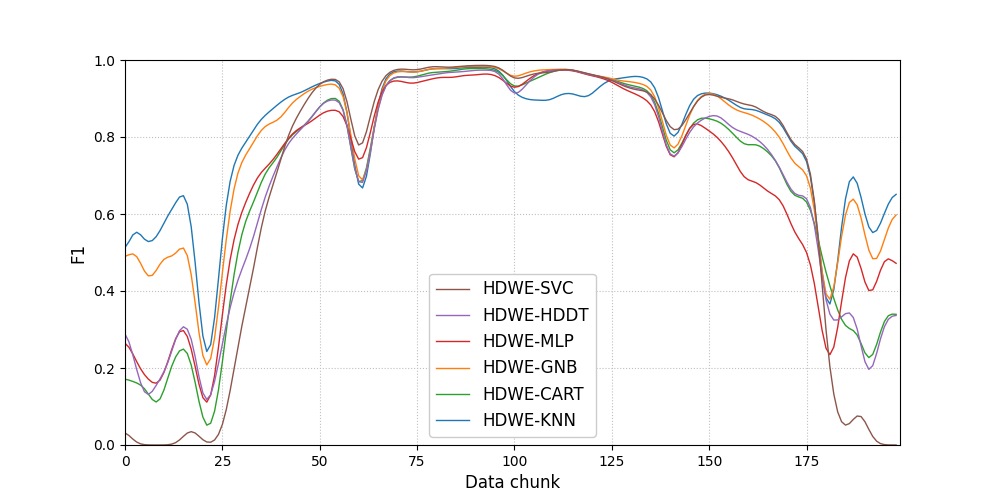 1.0
0.8
0.6
0.4
0.2
0.0
F1
HDWE-SVC
HDWE-HDDT
HDWE-MLP
HDWE-GNB
HDWE-CART
HDWE-KNN
0 25 50 75 100 125 150 175
Data chunk